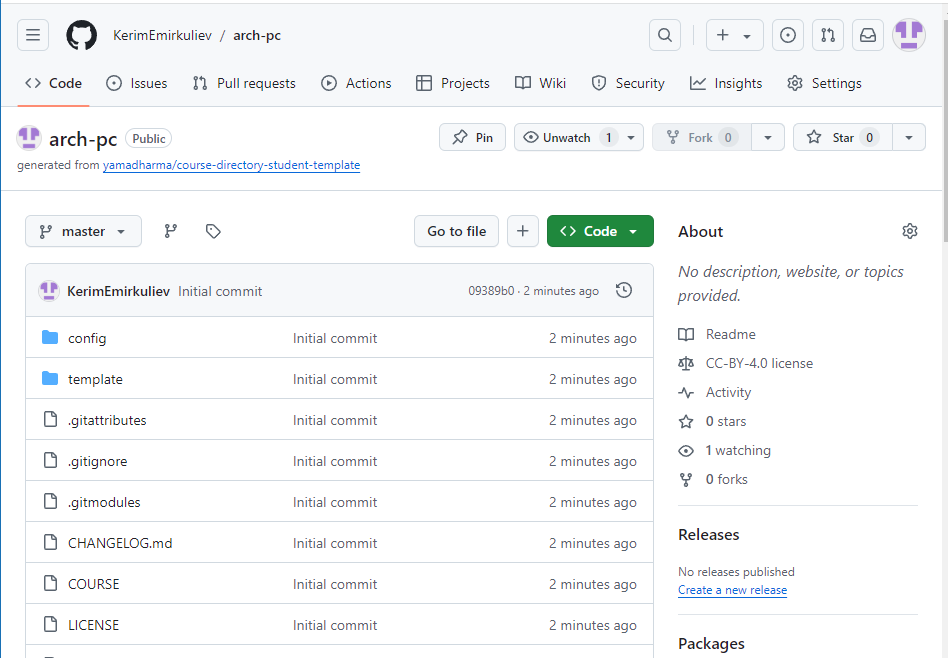 KerimEmirkuliev / arch-pc
Code Issues Pull requests Actions Projects Wiki Security Insights Settings
arch-pc Public Pin Unwatch 1 Fork 0 Star 0
generated from yamadharma/course-directory-student-template
master Go to file Code
KerimEmirkuliev Initial commit 09389b0 · 2 minutes ago
config Initial commit 2 minutes ago
template Initial commit 2 minutes ago
.gitattributes Initial commit 2 minutes ago
.gitignore Initial commit 2 minutes ago
.gitmodules Initial commit 2 minutes ago
CHANGELOG.md Initial commit 2 minutes ago
COURSE Initial commit 2 minutes ago
LICENSE Initial commit 2 minutes ago
About
No description, website, or topics
provided.
Readme
CC-BY-4.0 license
Activity
0 stars
1 watching
0 forks
Releases
No releases published
Create a new release
Packages